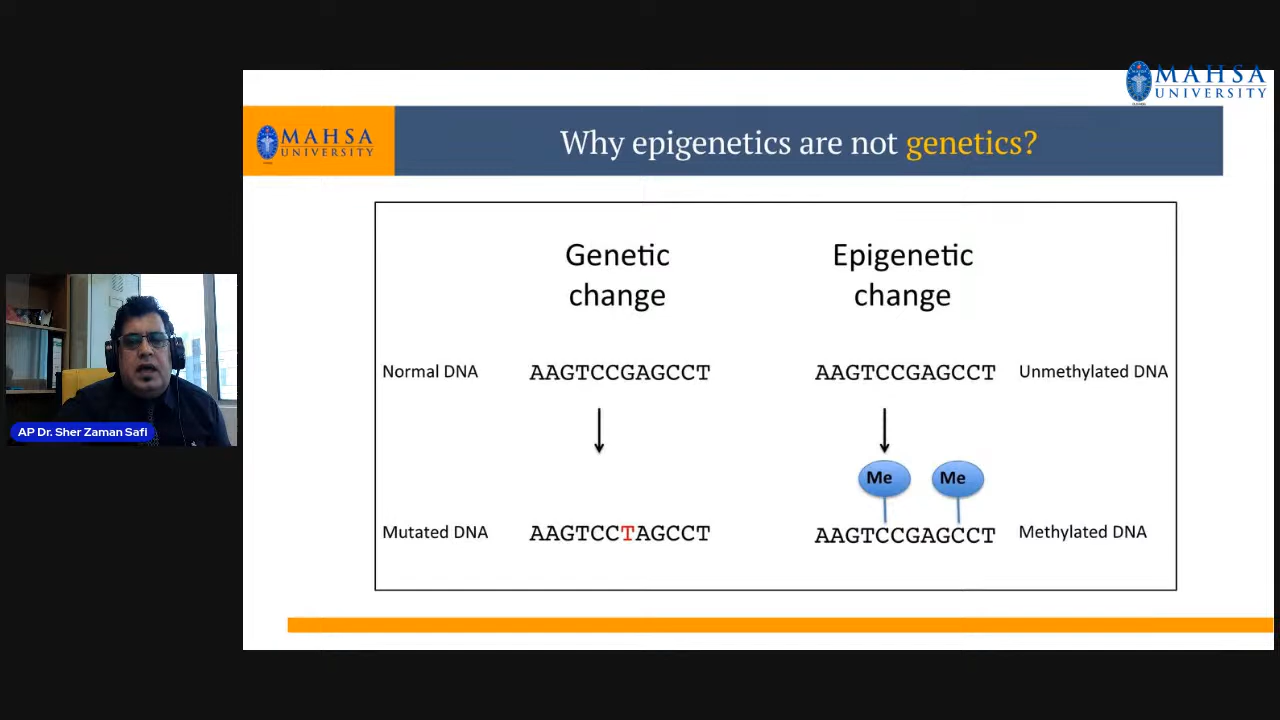 MAHSA
UNIVERSITY
MAHSA
UNIVERSITY
Why epigenetics are not genetics?
Genetic
change
Epigenetic
change
Normal DNA
AAGTCCGAGCCT
AAGTCCGAGCCT
Unmethylated DNA
Me
Me
Mutated DNA
AAGTCCTAGCCT
AAGTCCGAGCCT
Methylated DNA
AP Dr. Sher Zaman Safi